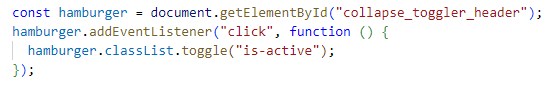 const hamburger = document.getElementById("collapse_toggler_header");
hamburger.addEventListener("click", function () {
  hamburger.classList.toggle("is-active");
});